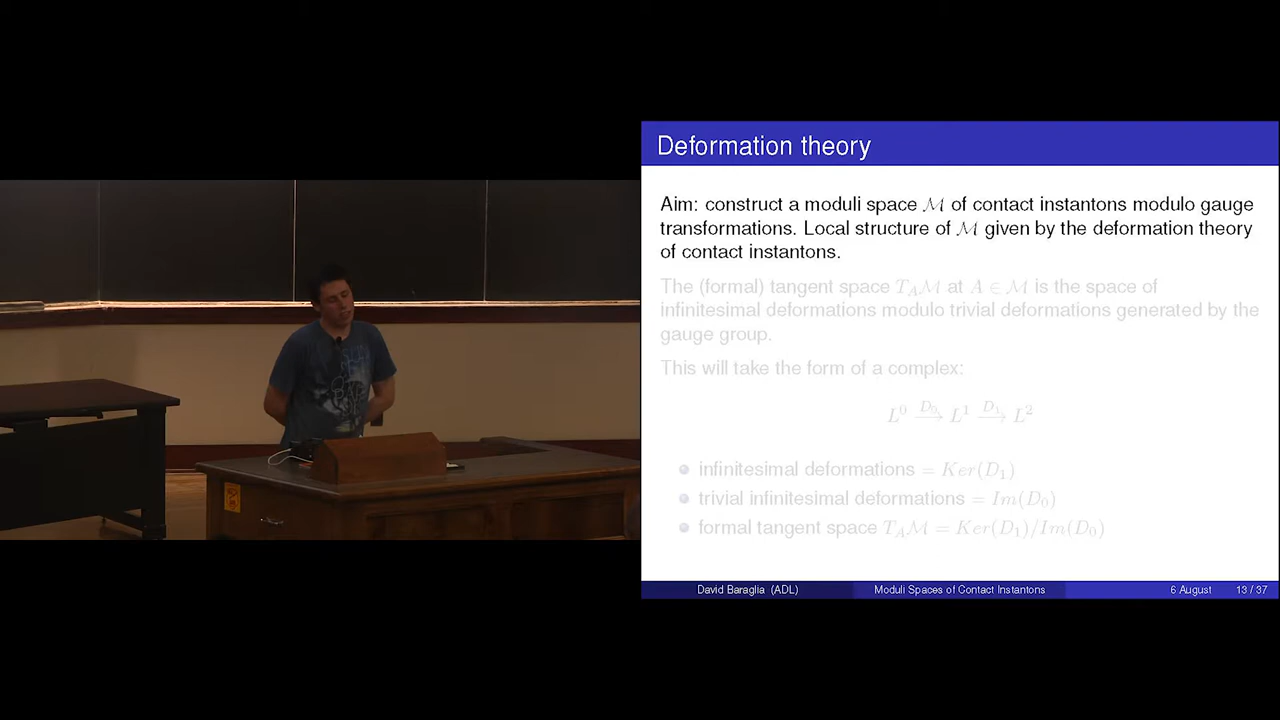 Deformation theory
Aim: construct a moduli space ℳ of contact instantons modulo gauge
transformations. Local structure of ℳ given by the deformation theory
of contact instantons.
The (formal) tangent space T_Aℳ at A ∈ ℳ is the space of
infinitesimal deformations modulo trivial deformations generated by the
gauge group.
This will take the form of a complex:
L⁰ —D₀→ L¹ —D₁→ L²
infinitesimal deformations = Ker(D₁)
trivial infinitesimal deformations = Im(D₀)
formal tangent space T_Aℳ = Ker(D₁)/Im(D₀)
David Baraglia (ADL) Moduli Spaces of Contact Instantons 6 August 13 / 37